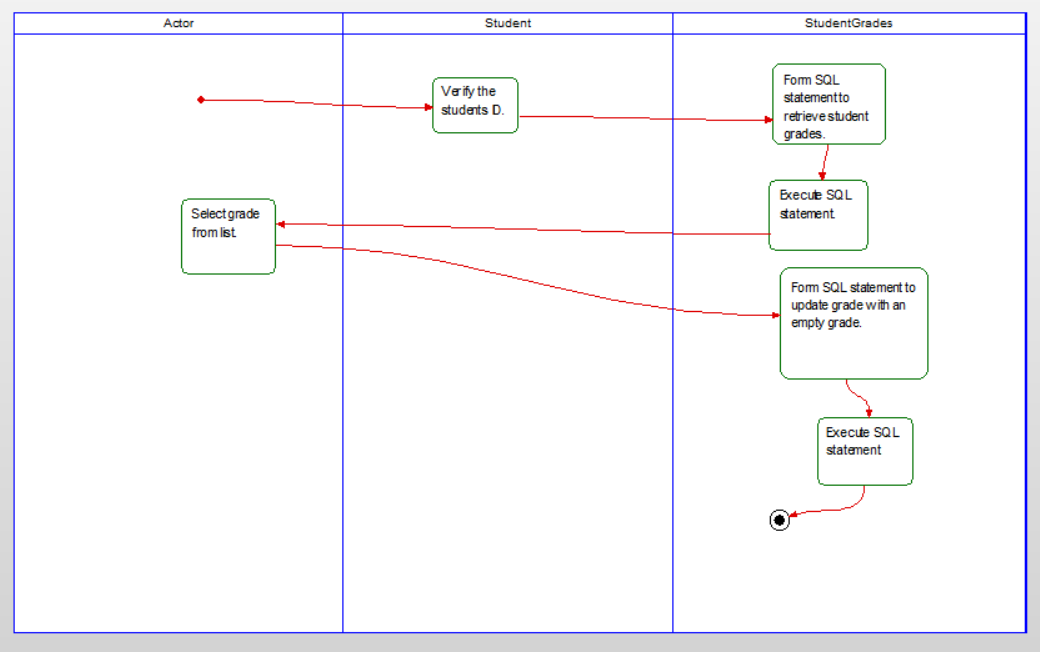 Actor
Student
StudentGrades
Verify the
students ID.
Form SQL
statement to
retrieve student
grades.
Execute SQL
statement.
Select grade
from list.
Form SQL statement to
update grade with an
empty grade.
Execute SQL
statement